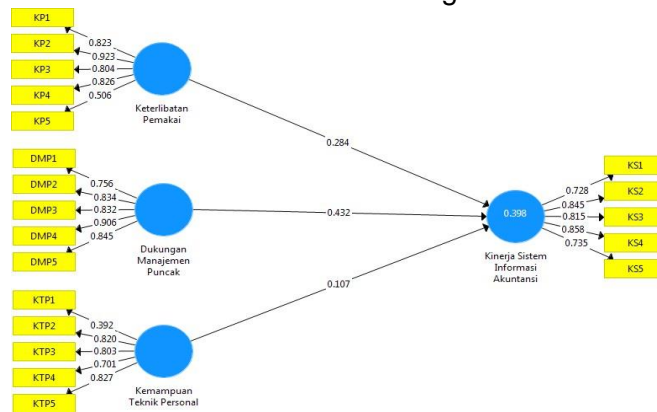 KP1
KP2
KP3
KP4
KP5
0.823
0.923
0.804
0.826
0.506
Keterlibatan
Pemakai
0.284
DMP1
DMP2
DMP3
DMP4
DMP5
0.756
0.834
0.832
0.906
0.845
Dukungan
Manajemen
Puncak
0.432
KTP1
KTP2
KTP3
KTP4
KTP5
0.392
0.820
0.803
0.701
0.827
Kemampuan
Teknik Personal
0.107
0.398
Kinerja Sistem
Informasi
Akuntansi
0.728
0.845
0.815
0.858
0.735
KS1
KS2
KS3
KS4
KS5